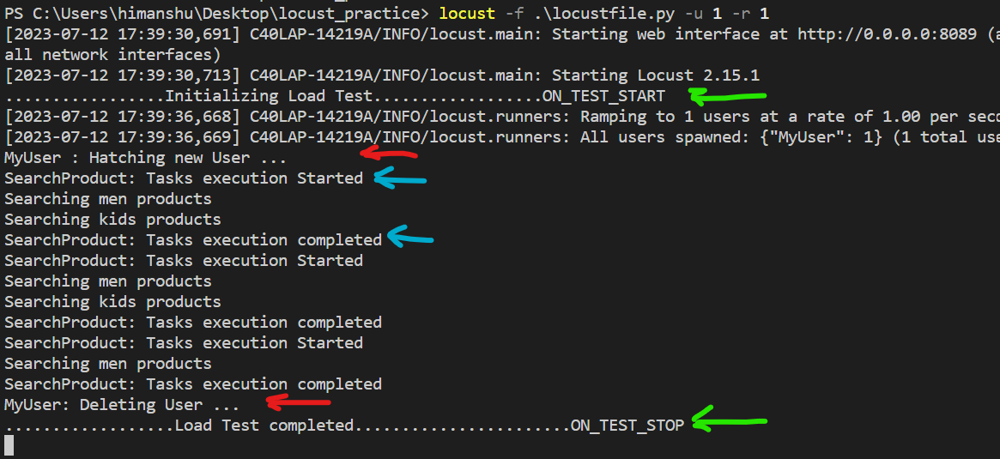 PS C:\Users\himanshu\Desktop\locust_practice> locust -f .\locustfile.py -u 1 -r 1
[2023-07-12 17:39:30,691] C40LAP-14219A/INFO/locust.main: Starting web interface at http://0.0.0.0:8089 (a
all network interfaces)
[2023-07-12 17:39:30,713] C40LAP-14219A/INFO/locust.main: Starting Locust 2.15.1
.................Initializing Load Test..................ON_TEST_START
[2023-07-12 17:39:36,668] C40LAP-14219A/INFO/locust.runners: Ramping to 1 users at a rate of 1.00 per seco
[2023-07-12 17:39:36,669] C40LAP-14219A/INFO/locust.runners: All users spawned: {"MyUser": 1} (1 total use
MyUser : Hatching new User ...
SearchProduct: Tasks execution Started
Searching men products
Searching kids products
SearchProduct: Tasks execution completed
SearchProduct: Tasks execution Started
Searching men products
Searching kids products
SearchProduct: Tasks execution completed
SearchProduct: Tasks execution Started
Searching men products
SearchProduct: Tasks execution completed
MyUser: Deleting User ...
..................Load Test completed.......................ON_TEST_STOP